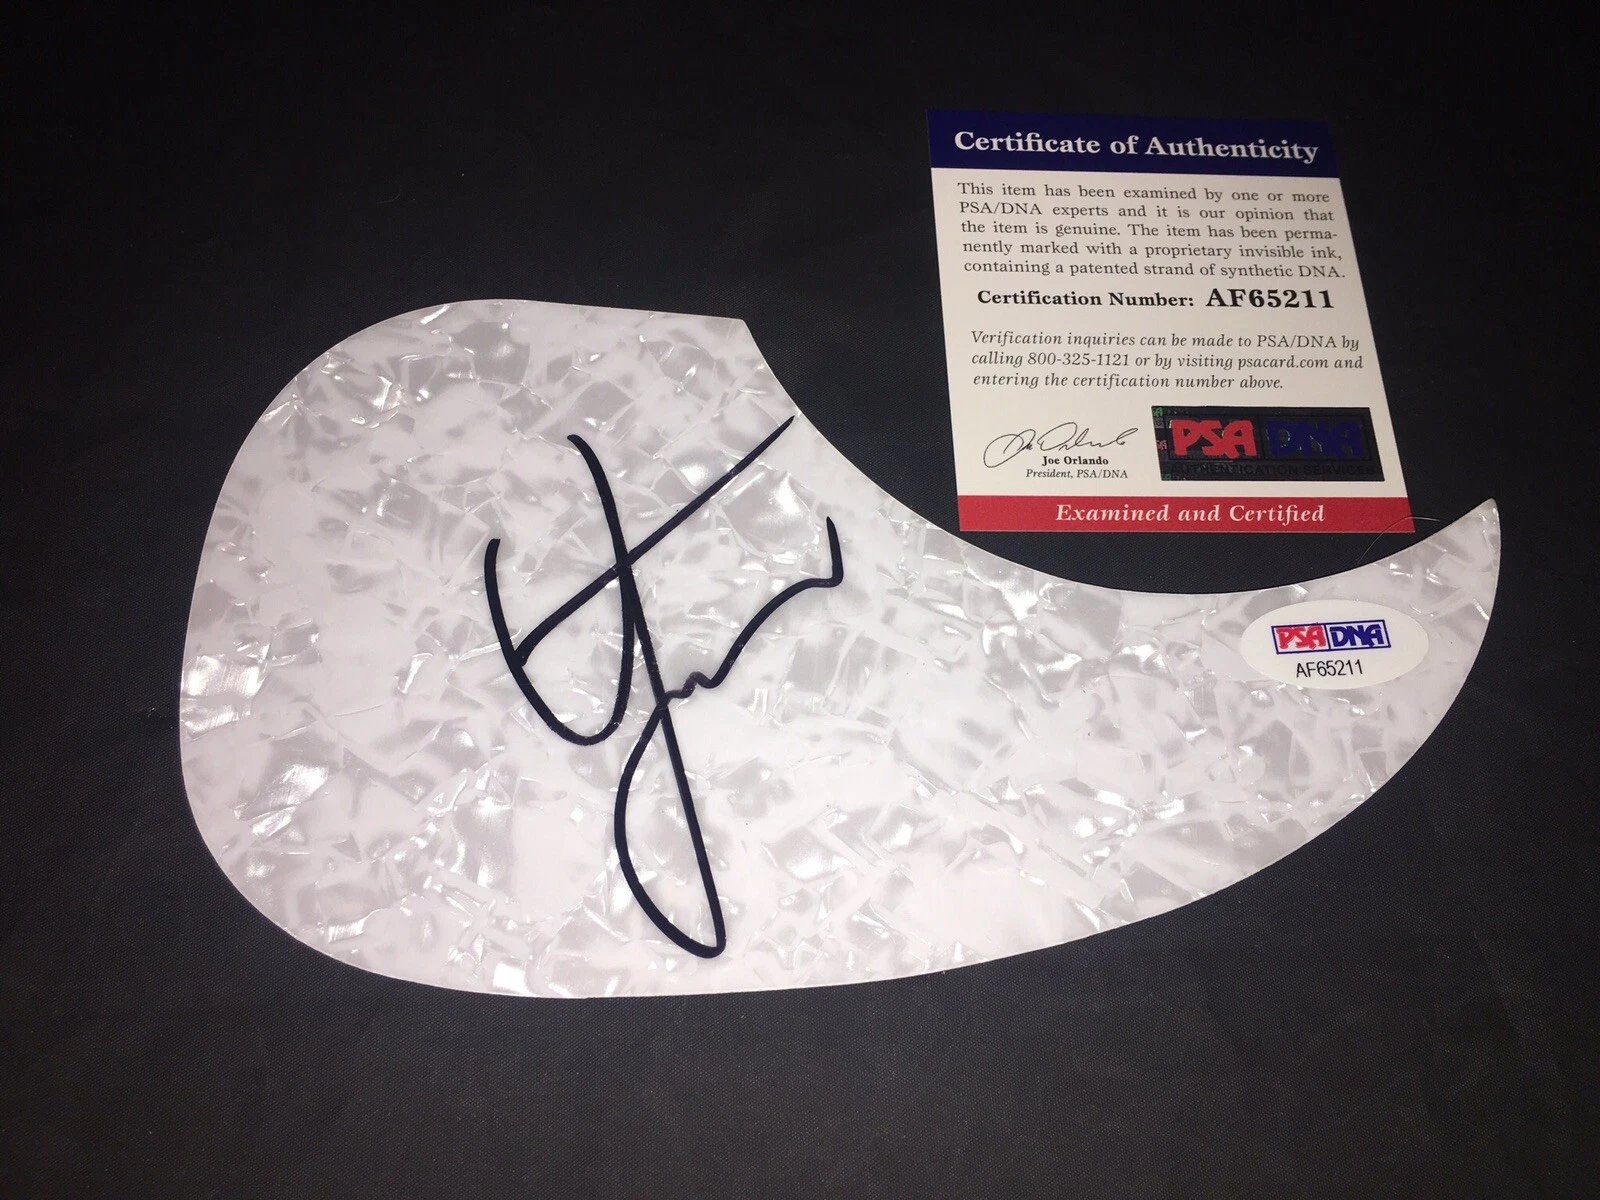 Certificate of Authenticity
This item has been examined by one or more
PSA/DNA experts and it is our opinion that
the item is genuine. The item has been perma-
nently marked with a proprietary invisible ink,
containing a patented strand of synthetic DNA.
Certification Number: AF65211
Verification inquiries can be made to PSA/DNA by
calling 800-325-1121 or by visiting psacard.com and
entering the certification number above.
PSA DNA
AUTHENTICATION SERVICES
Joe Orlando
President, PSA/DNA
Examined and Certified
PSA DNA
AF65211